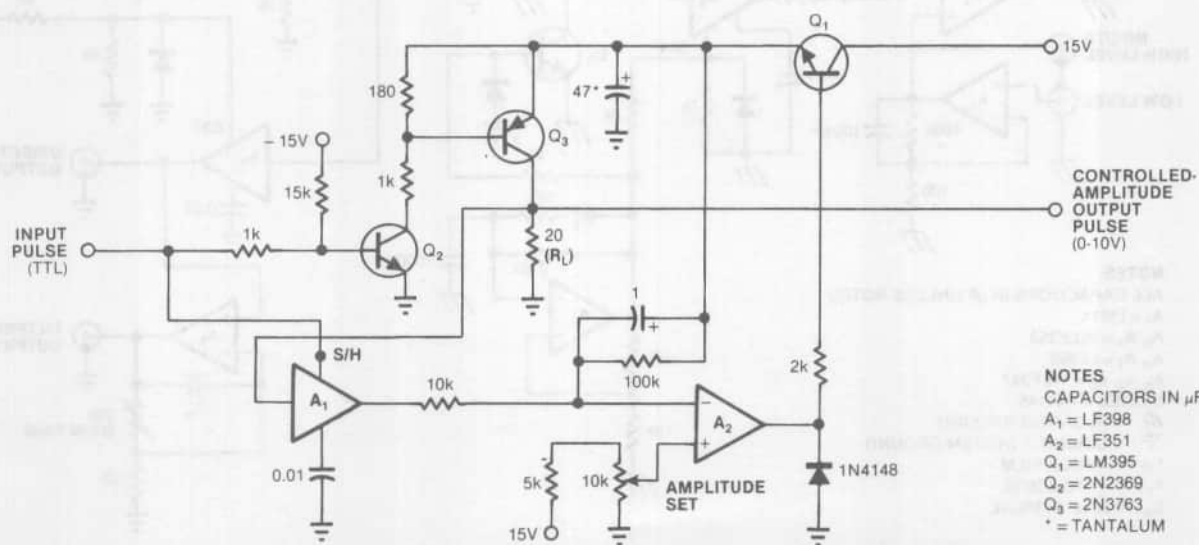 Q1
15V
180
47*
+
Q3
-15V
15k
1k
INPUT
PULSE
(TTL)
1k
Q2
20
(RL)
CONTROLLED-
AMPLITUDE
OUTPUT
PULSE
(0-10V)
S/H
A1
0.01
10k
1
+
100k
2k
-
A2
+
5k
10k
AMPLITUDE
SET
15V
1N4148
NOTES
CAPACITORS IN µF
A1 = LF398
A2 = LF351
Q1 = LM395
Q2 = 2N2369
Q3 = 2N3763
* = TANTALUM